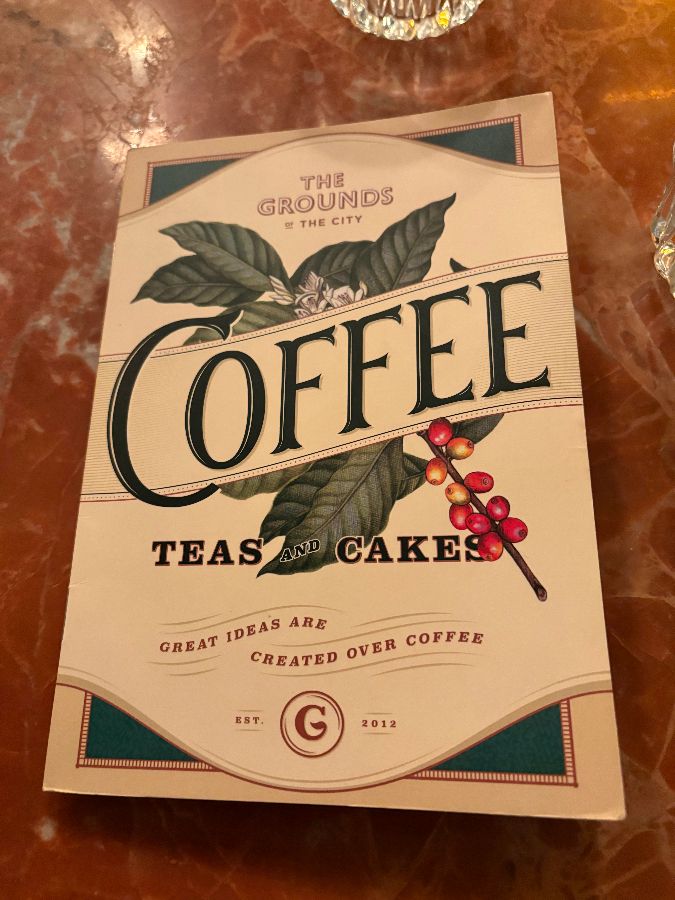 THE
GROUNDS
OF THE CITY
COFFEE
TEAS AND CAKES
GREAT IDEAS ARE
CREATED OVER COFFEE
EST. G 2012